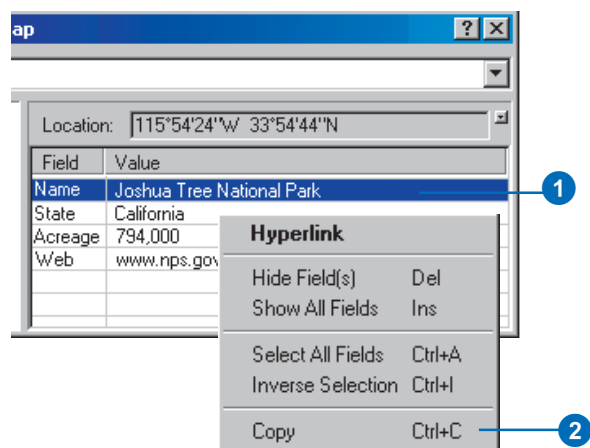 ap ? ×
Location: 115°54'24"W 33°54'44"N
Field Value
Name Joshua Tree National Park
1
State California
Acreage 794,000
Web www.nps.gov
Hyperlink
Hide Field(s) Del
Show All Fields Ins
Select All Fields Ctrl+A
Inverse Selection Ctrl+I
Copy Ctrl+C
2